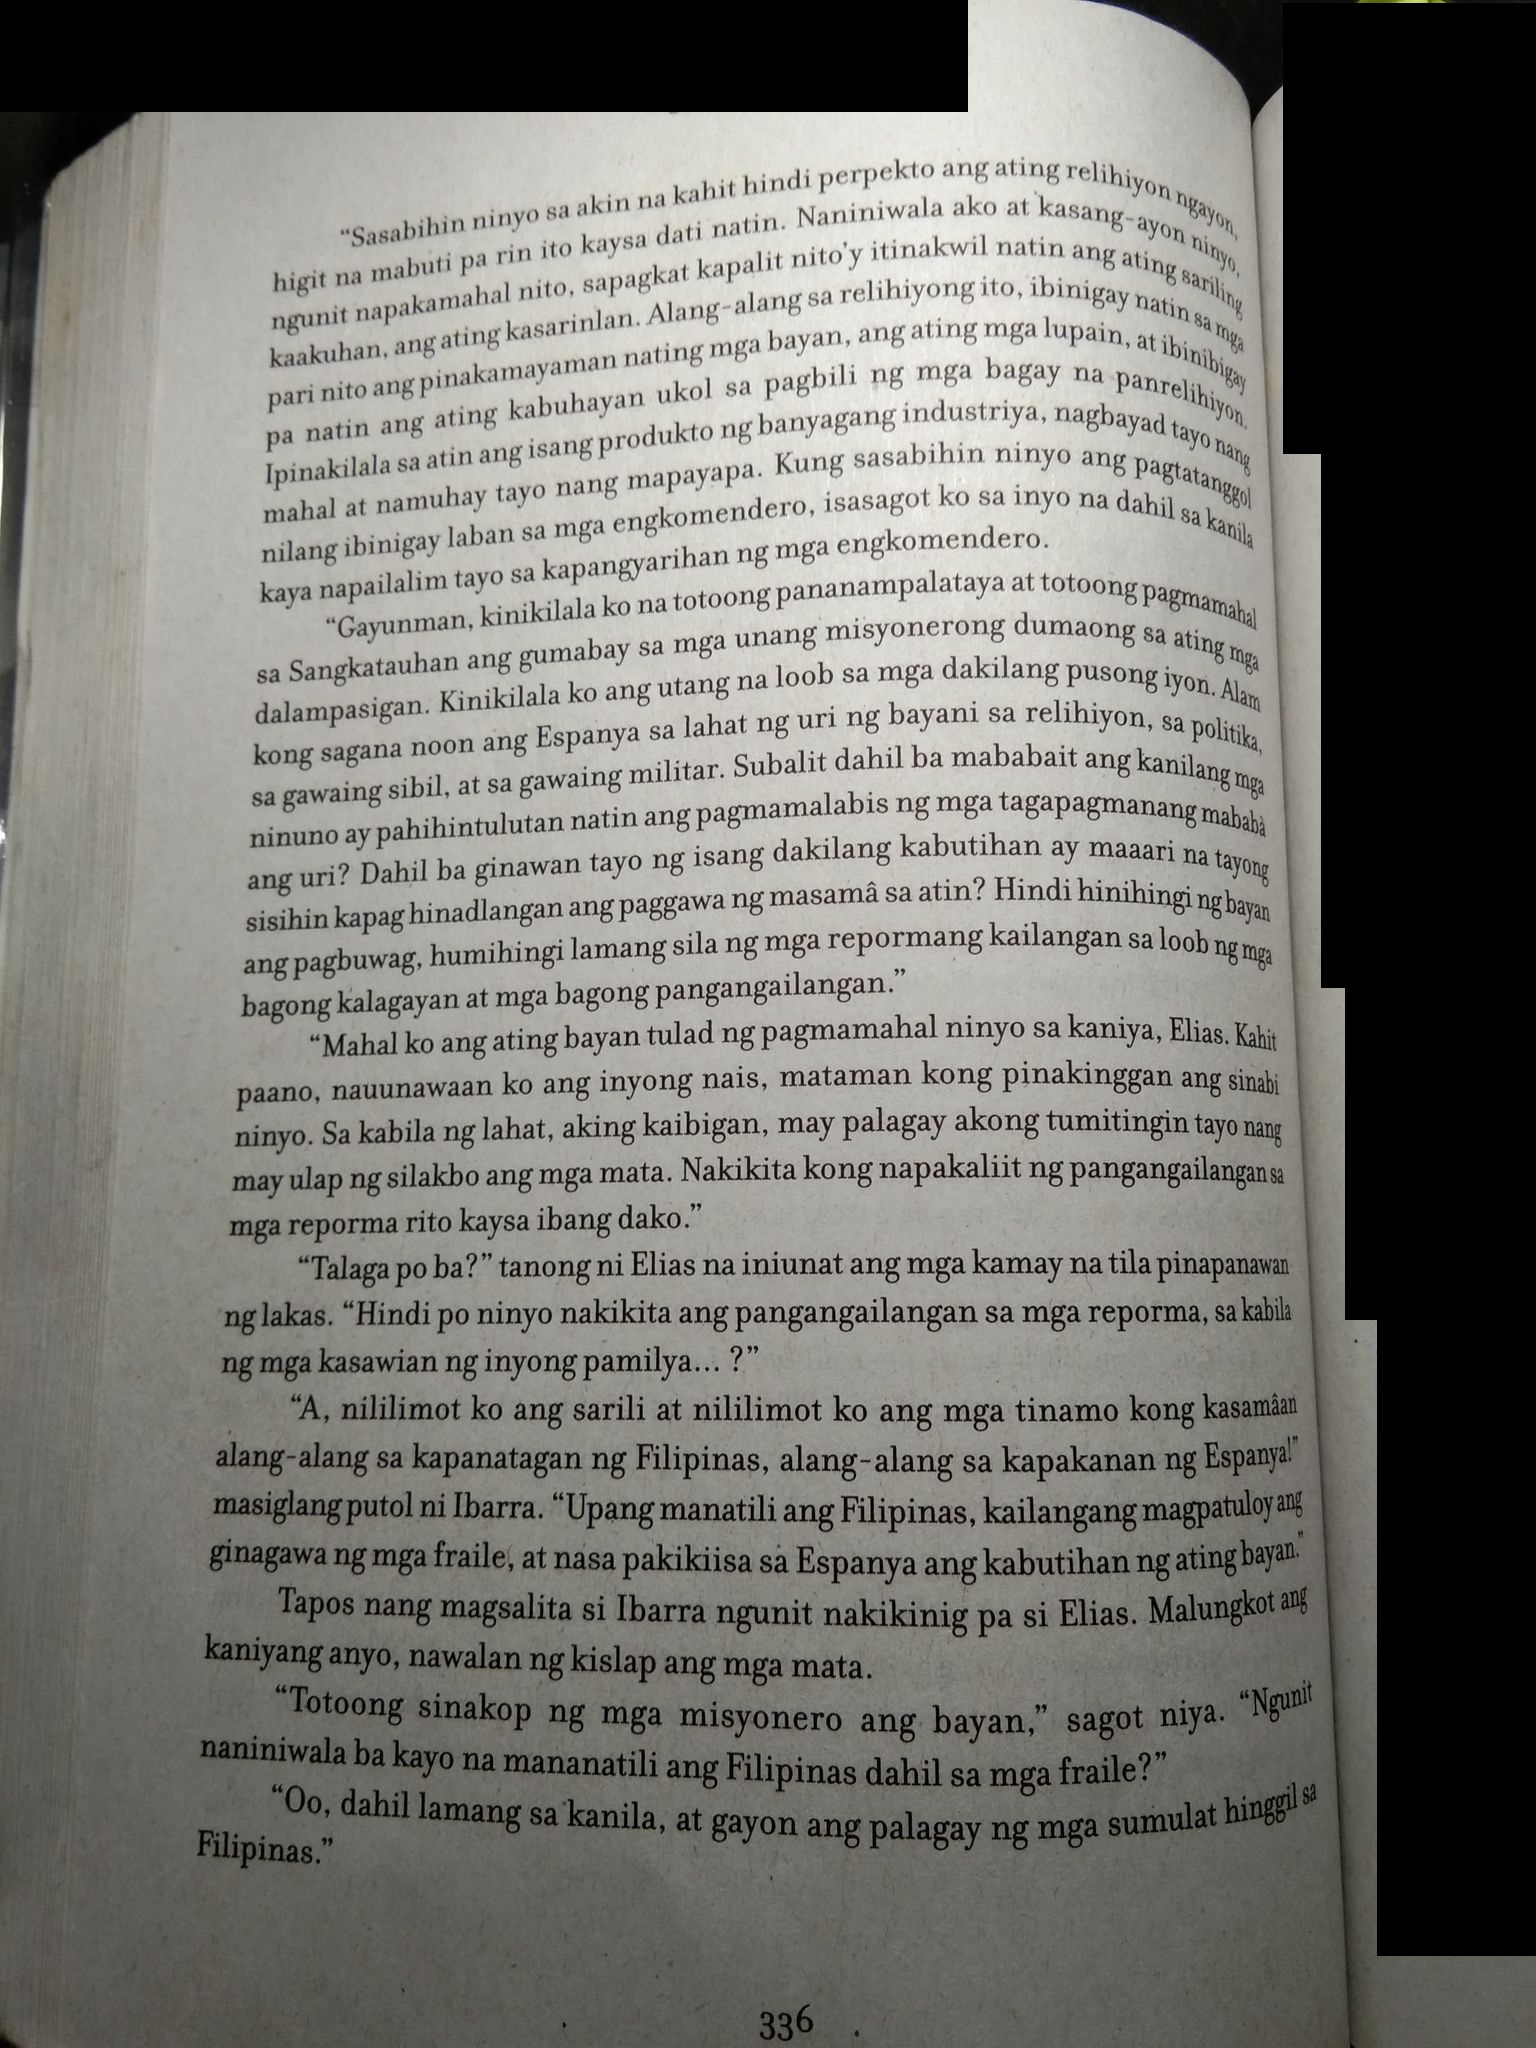 “Sasabihin ninyo sa akin na kahit hindi perpekto ang ating relihiyon ngayon,
higit na mabuti pa rin ito kaysa dati natin. Naniniwala ako at kasang-ayon ninyo,
ngunit napakamahal nito, sapagkat kapalit nito’y itinakwil natin ang ating sariling
kaakuhan, ang ating kasarinlan. Alang-alang sa relihiyong ito, ibinigay natin sa mga
pari nito ang pinakamayaman nating mga bayan, ang ating mga lupain, at ibinibigay
pa natin ang ating kabuhayan ukol sa pagbili ng mga bagay na panrelihiyon.
Ipinakilala sa atin ang isang produkto ng banyagang industriya, nagbayad tayo nang
mahal at namuhay tayo nang mapayapa. Kung sasabihin ninyo ang pagtatanggol
nilang ibinigay laban sa mga engkomendero, isasagot ko sa inyo na dahil sa kanila
kaya napailalim tayo sa kapangyarihan ng mga engkomendero.
“Gayunman, kinikilala ko na totoong pananampalataya at totoong pagmamahal
sa Sangkatauhan ang gumabay sa mga unang misyonerong dumaong sa ating mga
dalampasigan. Kinikilala ko ang utang na loob sa mga dakilang pusong iyon. Alam
kong sagana noon ang Espanya sa lahat ng uri ng bayani sa relihiyon, sa politika,
sa gawaing sibil, at sa gawaing militar. Subalit dahil ba mababait ang kanilang mga
ninuno ay pahihintulutan natin ang pagmamalabis ng mga tagapagmanang mababà
ang uri? Dahil ba ginawan tayo ng isang dakilang kabutihan ay maaari na tayong
sisihin kapag hinadlangan ang paggawa ng masamâ sa atin? Hindi hinihingi ng bayan
ang pagbuwag, humihingi lamang sila ng mga repormang kailangan sa loob ng mga
bagong kalagayan at mga bagong pangangailangan.”
“Mahal ko ang ating bayan tulad ng pagmamahal ninyo sa kaniya, Elias. Kahit
paano, nauunawaan ko ang inyong nais, mataman kong pinakinggan ang sinabi
ninyo. Sa kabila ng lahat, aking kaibigan, may palagay akong tumitingin tayo nang
may ulap ng silakbo ang mga mata. Nakikita kong napakaliit ng pangangailangan sa
mga reporma rito kaysa ibang dako.”
“Talaga po ba?” tanong ni Elias na iniunat ang mga kamay na tila pinapanawan
ng lakas. “Hindi po ninyo nakikita ang pangangailangan sa mga reporma, sa kabila
ng mga kasawian ng inyong pamilya... ?”
“A, nililimot ko ang sarili at nililimot ko ang mga tinamo kong kasamâan
alang-alang sa kapanatagan ng Filipinas, alang-alang sa kapakanan ng Espanya!”
masiglang putol ni Ibarra. “Upang manatili ang Filipinas, kailangang magpatuloy ang
ginagawa ng mga fraile, at nasa pakikiisa sa Espanya ang kabutihan ng ating bayan.”
Tapos nang magsalita si Ibarra ngunit nakikinig pa si Elias. Malungkot ang
kaniyang anyo, nawalan ng kislap ang mga mata.
“Totoong sinakop ng mga misyonero ang bayan,” sagot niya. “Ngunit
naniniwala ba kayo na mananatili ang Filipinas dahil sa mga fraile?”
“Oo, dahil lamang sa kanila, at gayon ang palagay ng mga sumulat hinggil sa
Filipinas.”
336